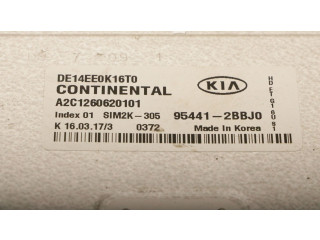 DE14EE0K16T0
CONTINENTAL
KIA
A2C1260620101
Index 01 SIM2K-305
95441-2BBJ0
K 16.03.17/3 0372
Made in Korea